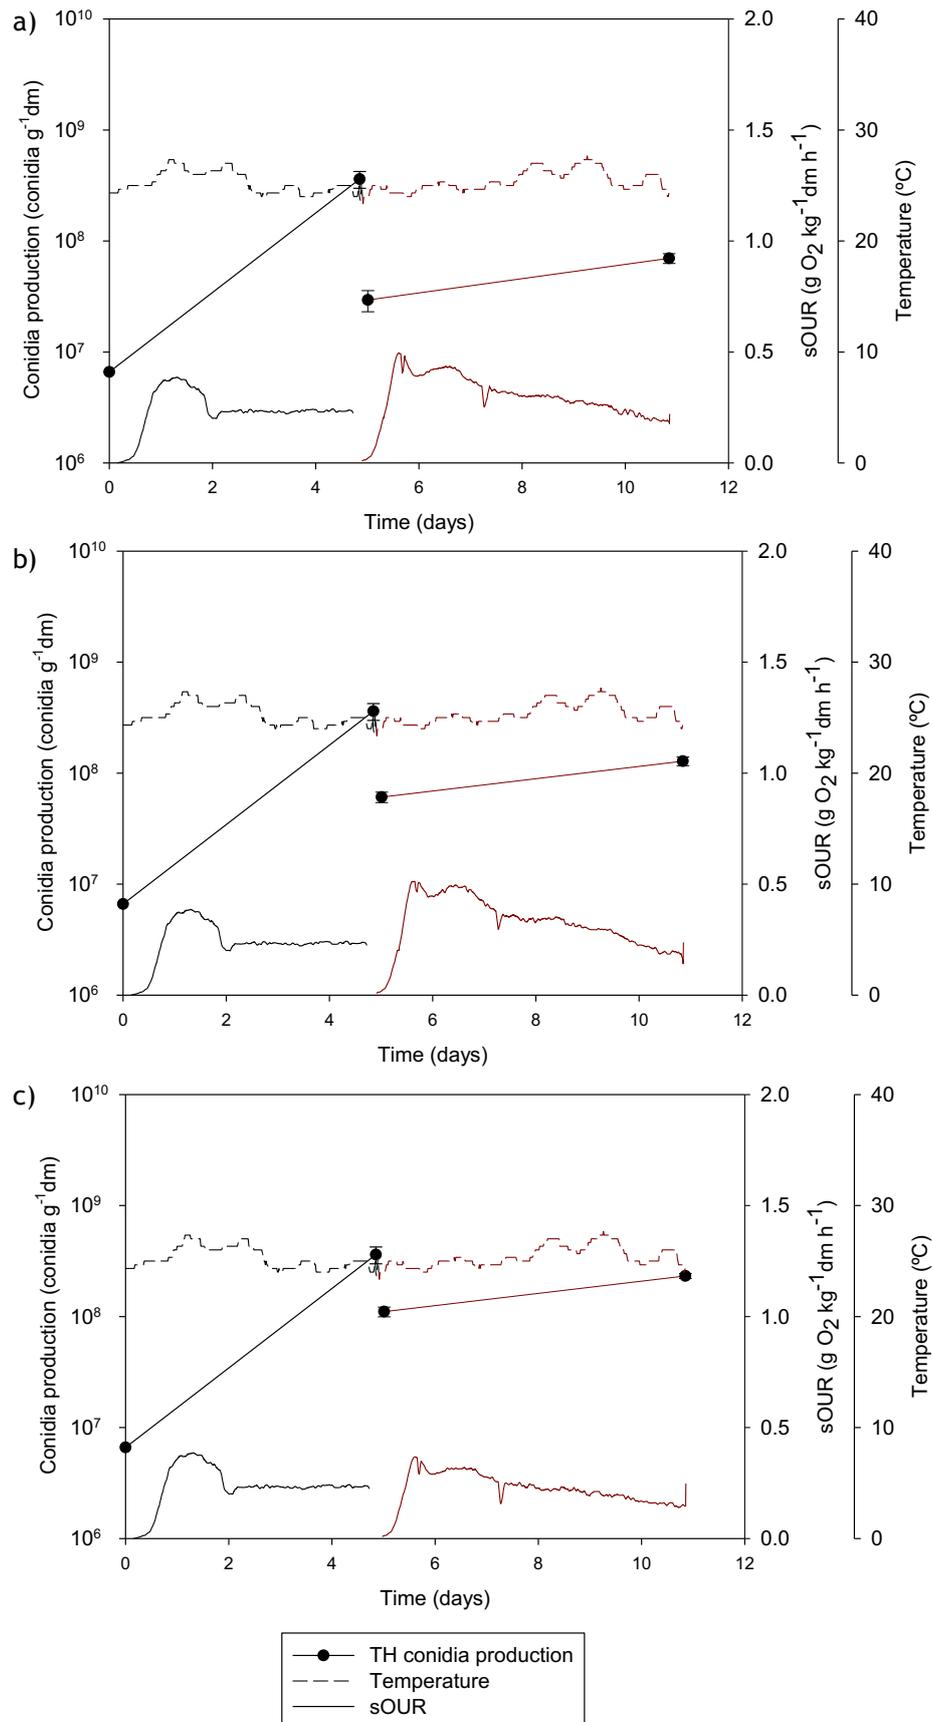 a)
10¹⁰
10⁹
10⁸
10⁷
10⁶
Conidia production (conidia g⁻¹dm)
2.0
1.5
1.0
0.5
0.0
sOUR (g O₂ kg⁻¹dm h⁻¹)
40
30
20
10
0
Temperature (ºC)
0 2 4 6 8 10 12
Time (days)
b)
10¹⁰
10⁹
10⁸
10⁷
10⁶
Conidia production (conidia g⁻¹dm)
2.0
1.5
1.0
0.5
0.0
sOUR (g O₂ kg⁻¹dm h⁻¹)
40
30
20
10
0
Temperature (ºC)
0 2 4 6 8 10 12
Time (days)
c)
10¹⁰
10⁹
10⁸
10⁷
10⁶
Conidia production (conidia g⁻¹dm)
2.0
1.5
1.0
0.5
0.0
sOUR (g O₂ kg⁻¹dm h⁻¹)
40
30
20
10
0
Temperature (ºC)
0 2 4 6 8 10 12
Time (days)
TH conidia production
Temperature
sOUR